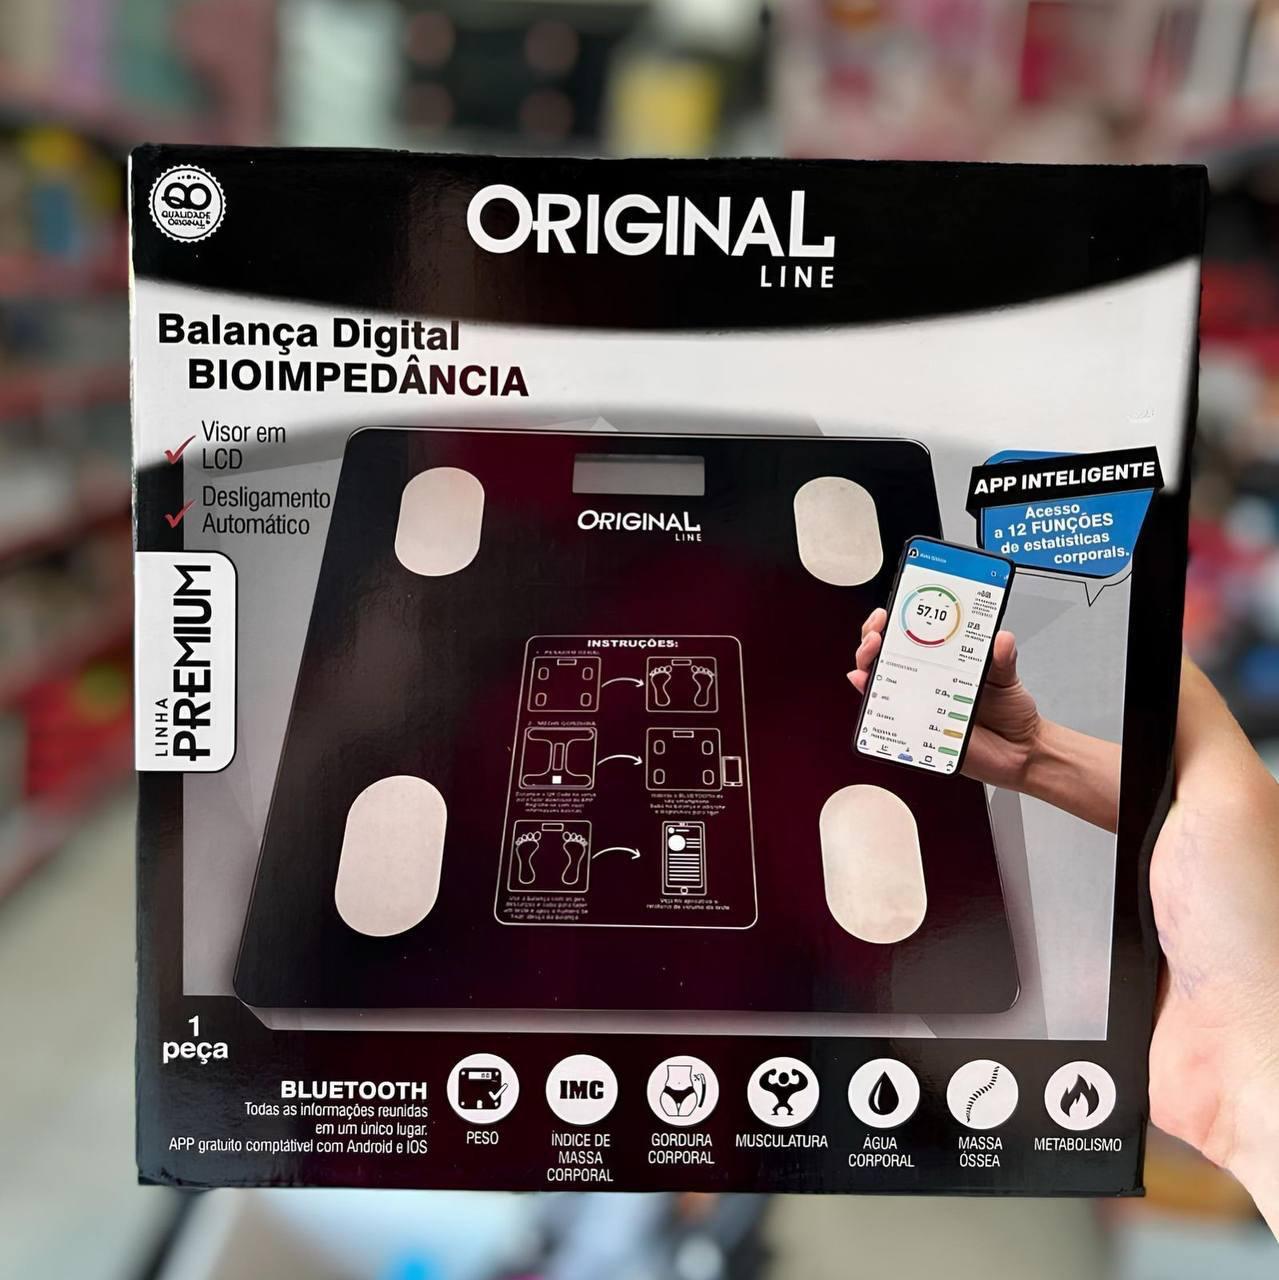 QO
QUALIDADE
ORIGINAL
ORIGINAL
LINE
Balança Digital
BIOIMPEDÂNCIA
Visor em
LCD
Desligamento
Automático
LINHA
PREMIUM
ORIGINAL
LINE
APP INTELIGENTE
Acesso
a 12 FUNÇÕES
de estatísticas
corporais.
57.10
INSTRUÇÕES:
1
peça
BLUETOOTH
Todas as informações reunidas
em um único lugar.
APP gratuito comptâtivel com Android e IOS
PESO
IMC
ÍNDICE DE
MASSA
CORPORAL
GORDURA
CORPORAL
MUSCULATURA
ÁGUA
CORPORAL
MASSA
ÓSSEA
METABOLISMO